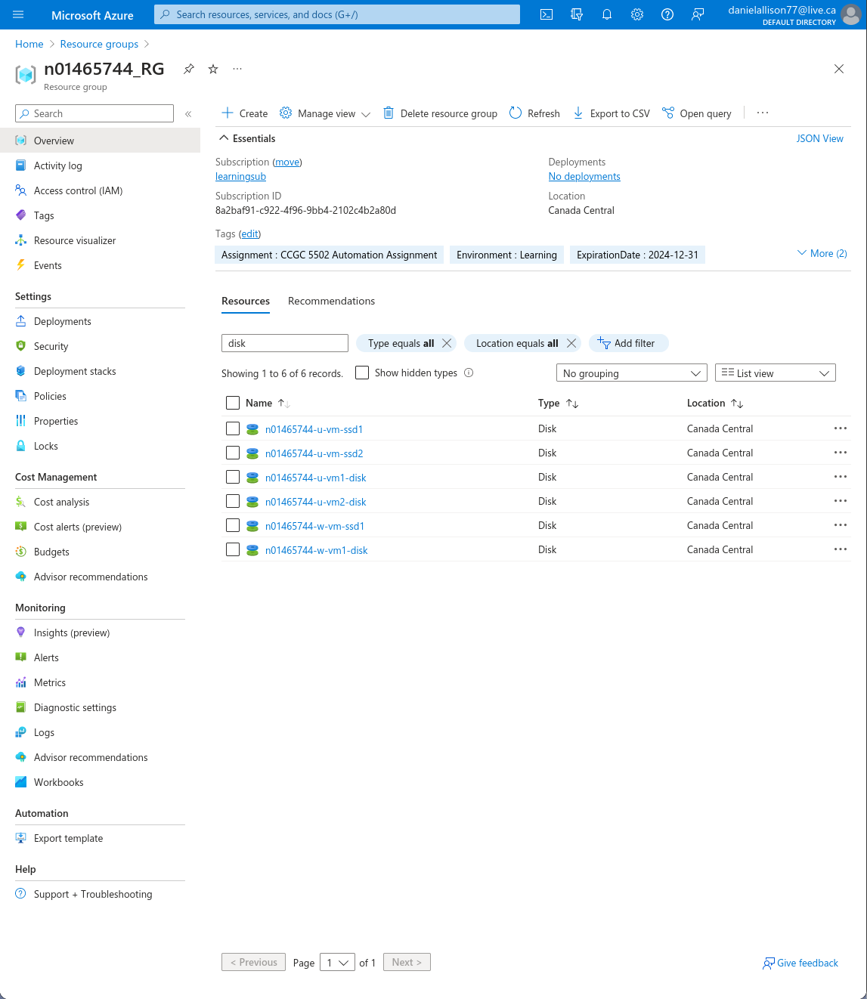 Microsoft Azure
Search resources, services, and docs (G+/)
danielallison77@live.ca
DEFAULT DIRECTORY
Home > Resource groups >
n01465744_RG
Resource group
Search
Overview
Activity log
Access control (IAM)
Tags
Resource visualizer
Events
Settings
Deployments
Security
Deployment stacks
Policies
Properties
Locks
Cost Management
Cost analysis
Cost alerts (preview)
Budgets
Advisor recommendations
Monitoring
Insights (preview)
Alerts
Metrics
Diagnostic settings
Logs
Advisor recommendations
Workbooks
Automation
Export template
Help
Support + Troubleshooting
Create Manage view Delete resource group Refresh Export to CSV Open query
Essentials JSON View
Subscription (move)
learningsub
Subscription ID
8a2baf91-c922-4f96-9bb4-2102c4b2a80d
Deployments
No deployments
Location
Canada Central
Tags (edit)
Assignment : CCGC 5502 Automation Assignment Environment : Learning ExpirationDate : 2024-12-31 More (2)
Resources Recommendations
disk Type equals all Location equals all Add filter
Showing 1 to 6 of 6 records. Show hidden types No grouping List view
Name Type Location
n01465744-u-vm-ssd1 Disk Canada Central
n01465744-u-vm-ssd2 Disk Canada Central
n01465744-u-vm1-disk Disk Canada Central
n01465744-u-vm2-disk Disk Canada Central
n01465744-w-vm-ssd1 Disk Canada Central
n01465744-w-vm1-disk Disk Canada Central
< Previous Page 1 of 1 Next > Give feedback